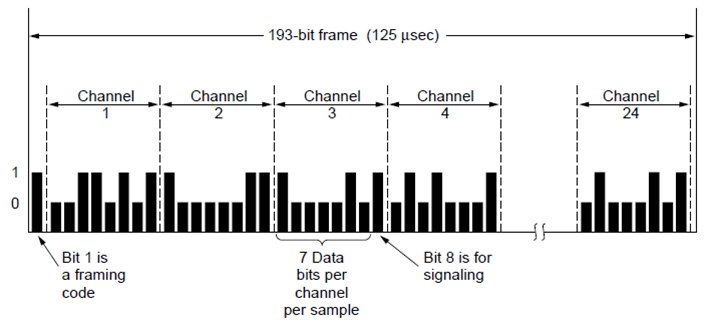 193-bit frame (125 μsec)
Channel
1
Channel
2
Channel
3
Channel
4
Channel
24
1
0
Bit 1 is
a framing
code
7 Data
bits per
channel
per sample
Bit 8 is for
signaling